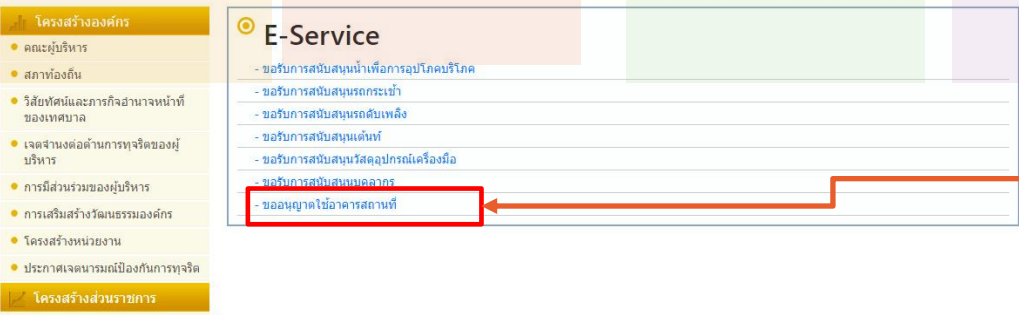 โครงสร้างองค์กร
คณะผู้บริหาร
สภาท้องถิ่น
วิสัยทัศน์และภารกิจอำนาจหน้าที่
ของเทศบาล
เจตจำนงต่อต้านการทุจริตของผู้
บริหาร
การมีส่วนร่วมของผู้บริหาร
การเสริมสร้างวัฒนธรรมองค์กร
โครงสร้างหน่วยงาน
ประกาศเจตนารมณ์ป้องกันการทุจริต
โครงสร้างส่วนราชการ
E-Service
- ขอรับการสนับสนุนน้ำเพื่อการอุปโภคบริโภค
- ขอรับการสนับสนุนรถกระเช้า
- ขอรับการสนับสนุนรถดับเพลิง
- ขอรับการสนับสนุนเต้นท์
- ขอรับการสนับสนุนวัสดุอุปกรณ์เครื่องมือ
- ขอรับการสนับสนุนบุคลากร
- ขออนุญาตใช้อาคารสถานที่